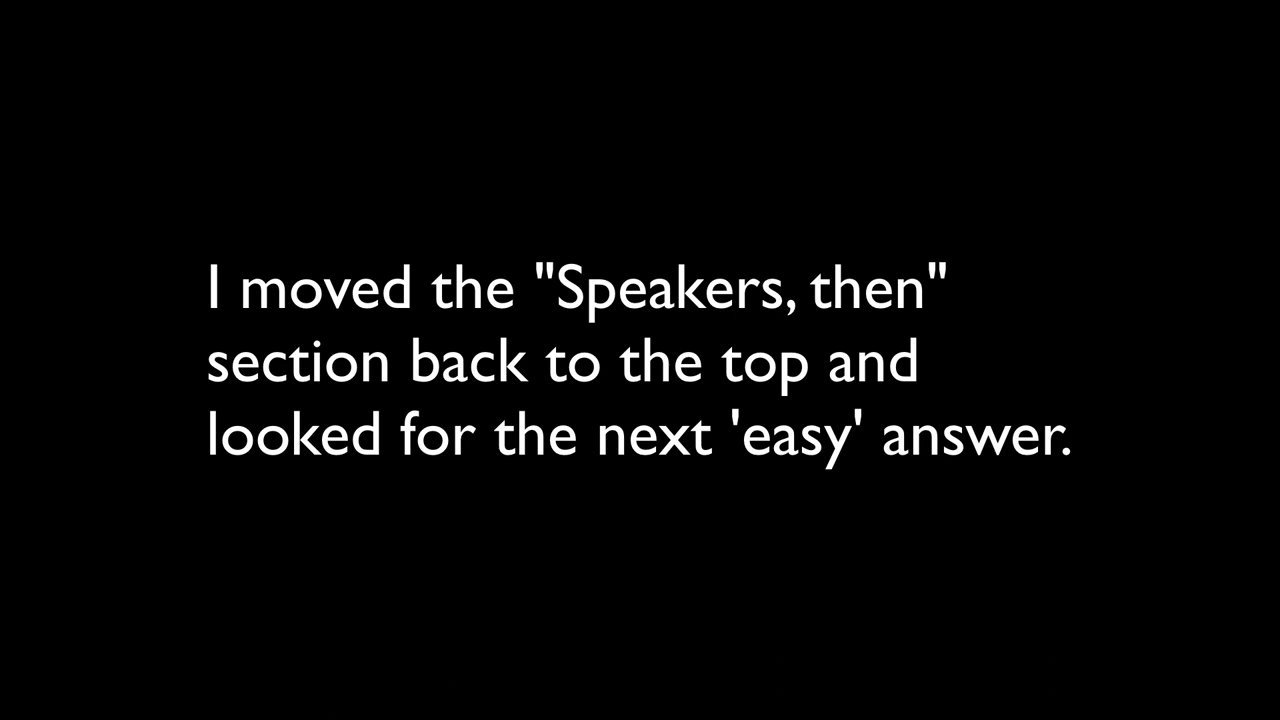 I moved the "Speakers, then"
section back to the top and
looked for the next 'easy' answer.